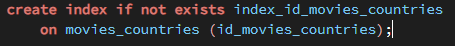 create index if not exists index_id_movies_countries
on movies_countries (id_movies_countries);